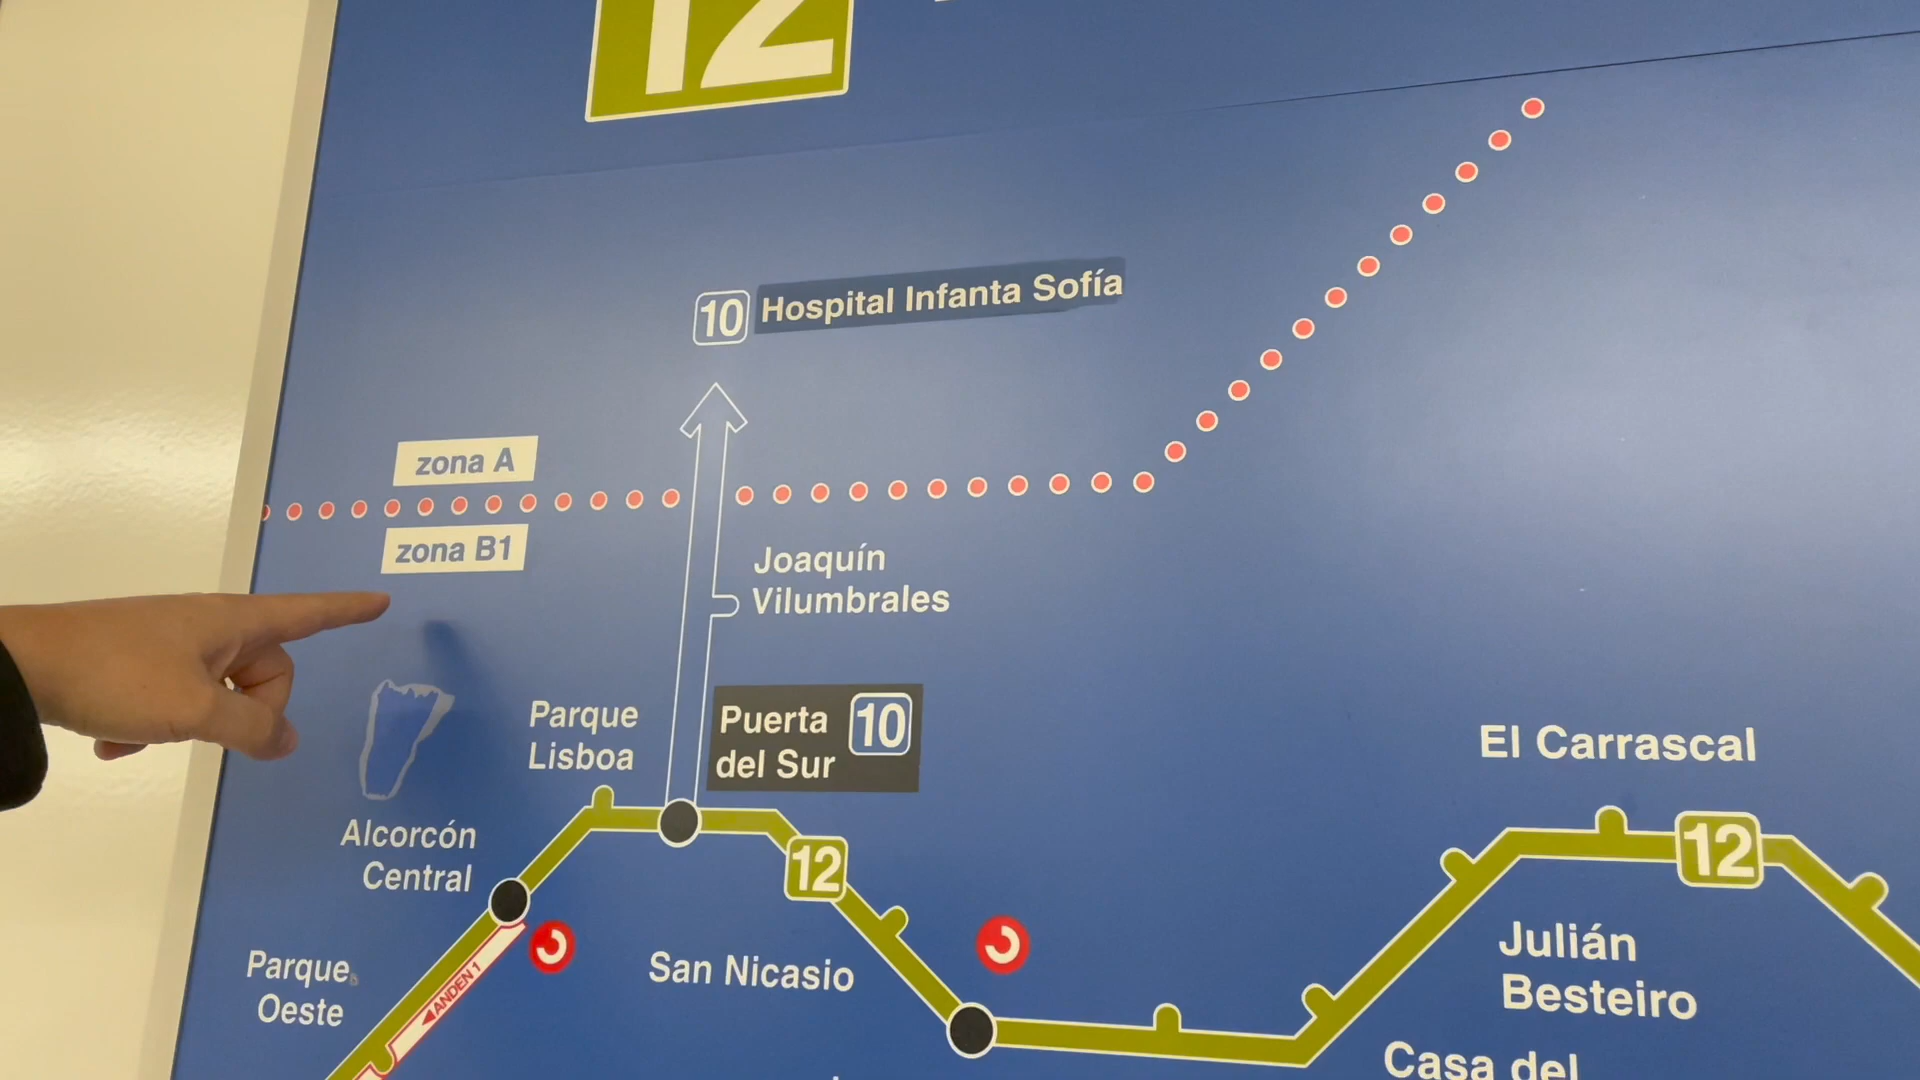 12
10 Hospital Infanta Sofía
zona A
zona B1
Joaquín
Vilumbrales
Parque
Lisboa
Puerta
del Sur
10
El Carrascal
Alcorcón
Central
12
12
Parque
Oeste
ANDEN 1
San Nicasio
Julián
Besteiro
Casa del